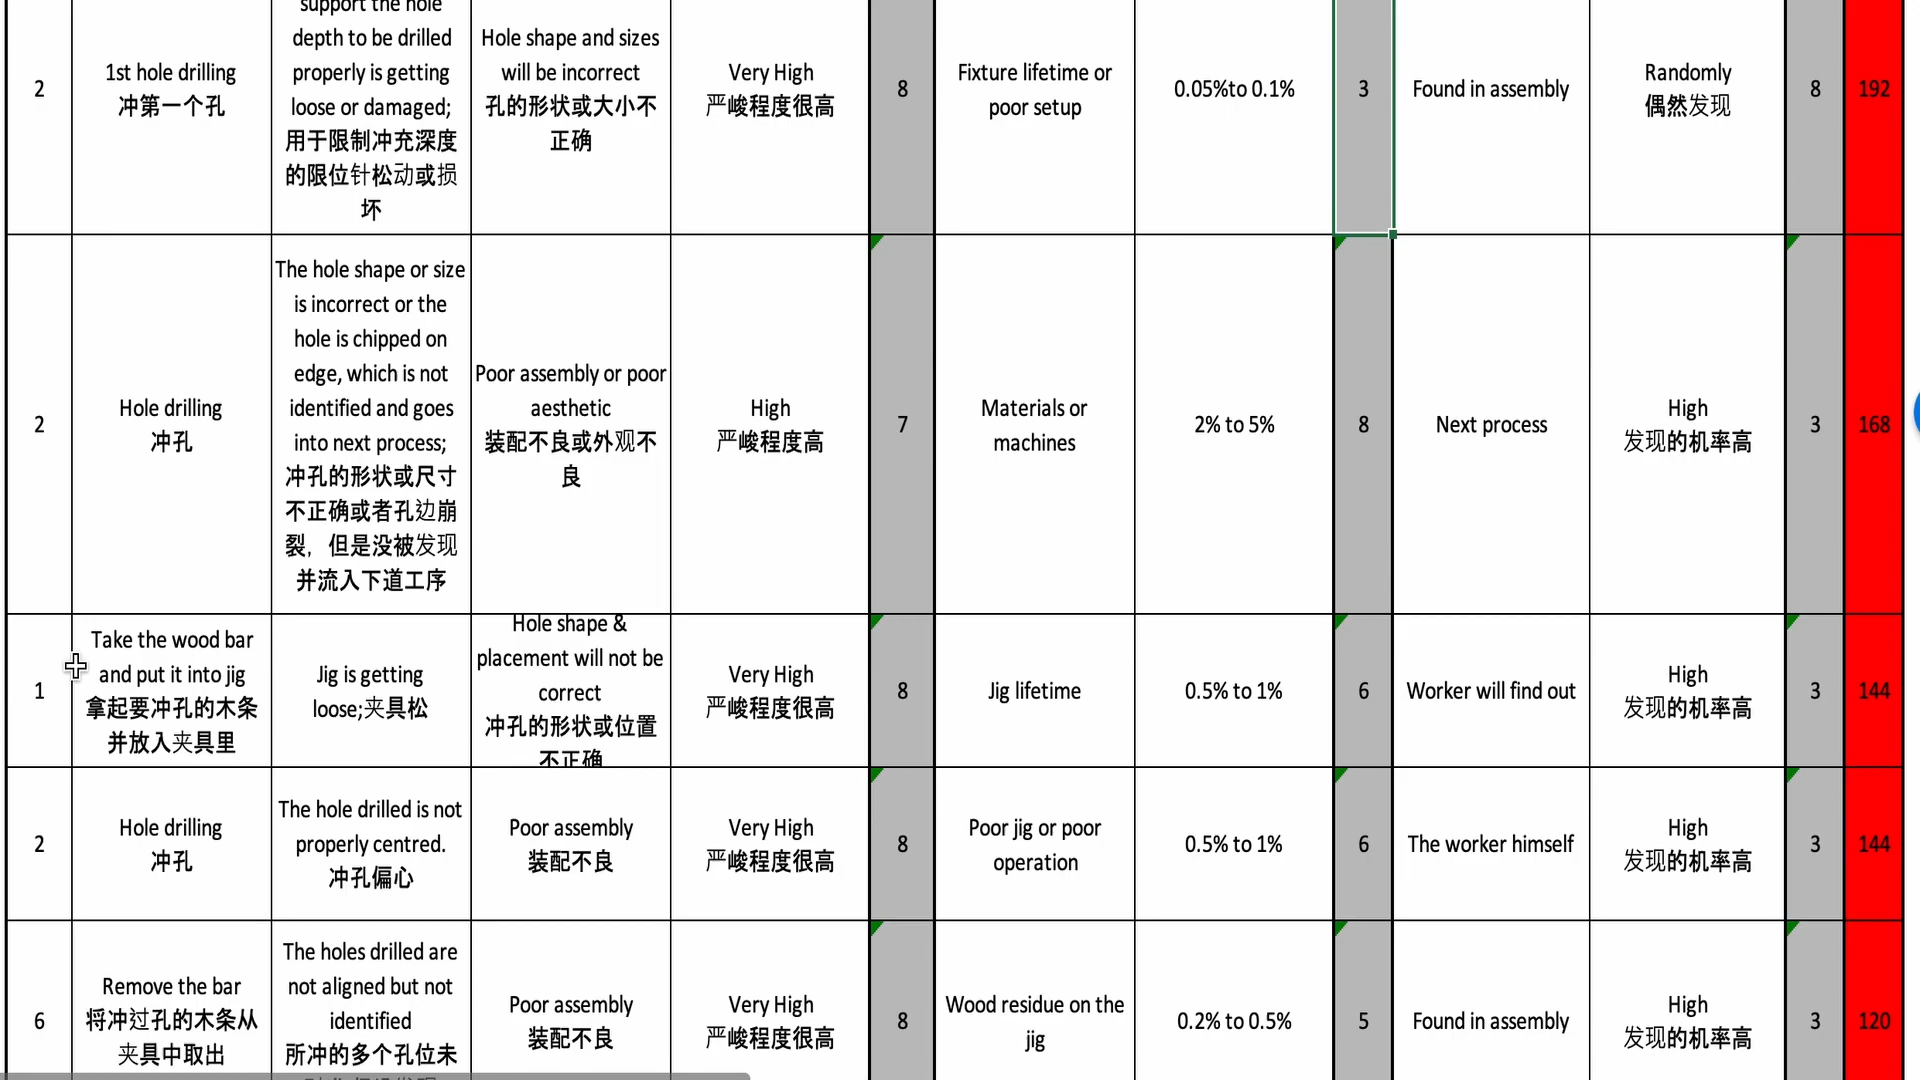 2
1st hole drilling
冲第一个孔
support the hole
depth to be drilled
properly is getting
loose or damaged;
用于限制冲充深度
的限位针松动或损
坏
Hole shape and sizes
will be incorrect
孔的形状或大小不
正确
Very High
严峻程度很高
8
Fixture lifetime or
poor setup
0.05%to 0.1%
3
Found in assembly
Randomly
偶然发现
8
192
2
Hole drilling
冲孔
The hole shape or size
is incorrect or the
hole is chipped on
edge, which is not
identified and goes
into next process;
冲孔的形状或尺寸
不正确或者孔边崩
裂，但是没被发现
并流入下道工序
Poor assembly or poor
aesthetic
装配不良或外观不
良
High
严峻程度高
7
Materials or
machines
2% to 5%
8
Next process
High
发现的机率高
3
168
1
Take the wood bar
and put it into jig
拿起要冲孔的木条
并放入夹具里
Jig is getting
loose;夹具松
Hole shape &
placement will not be
correct
冲孔的形状或位置
不正确
Very High
严峻程度很高
8
Jig lifetime
0.5% to 1%
6
Worker will find out
High
发现的机率高
3
144
2
Hole drilling
冲孔
The hole drilled is not
properly centred.
冲孔偏心
Poor assembly
装配不良
Very High
严峻程度很高
8
Poor jig or poor
operation
0.5% to 1%
6
The worker himself
High
发现的机率高
3
144
6
Remove the bar
将冲过孔的木条从
夹具中取出
The holes drilled are
not aligned but not
identified
所冲的多个孔位未
Poor assembly
装配不良
Very High
严峻程度很高
8
Wood residue on the
jig
0.2% to 0.5%
5
Found in assembly
High
发现的机率高
3
120